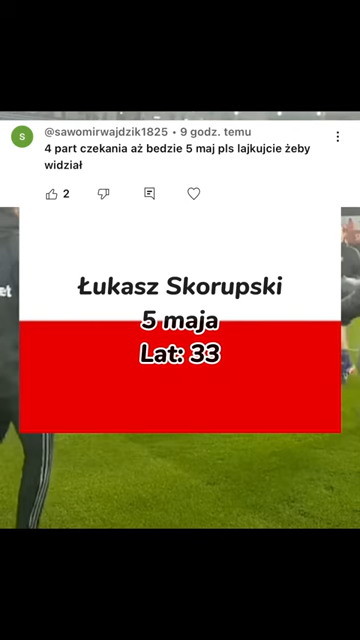 S
@sawomirwajdzik1825 • 9 godz. temu
4 part czekania aż bedzie 5 maj pls lajkujcie żeby
widział
2
Łukasz Skorupski
5 maja
Lat: 33